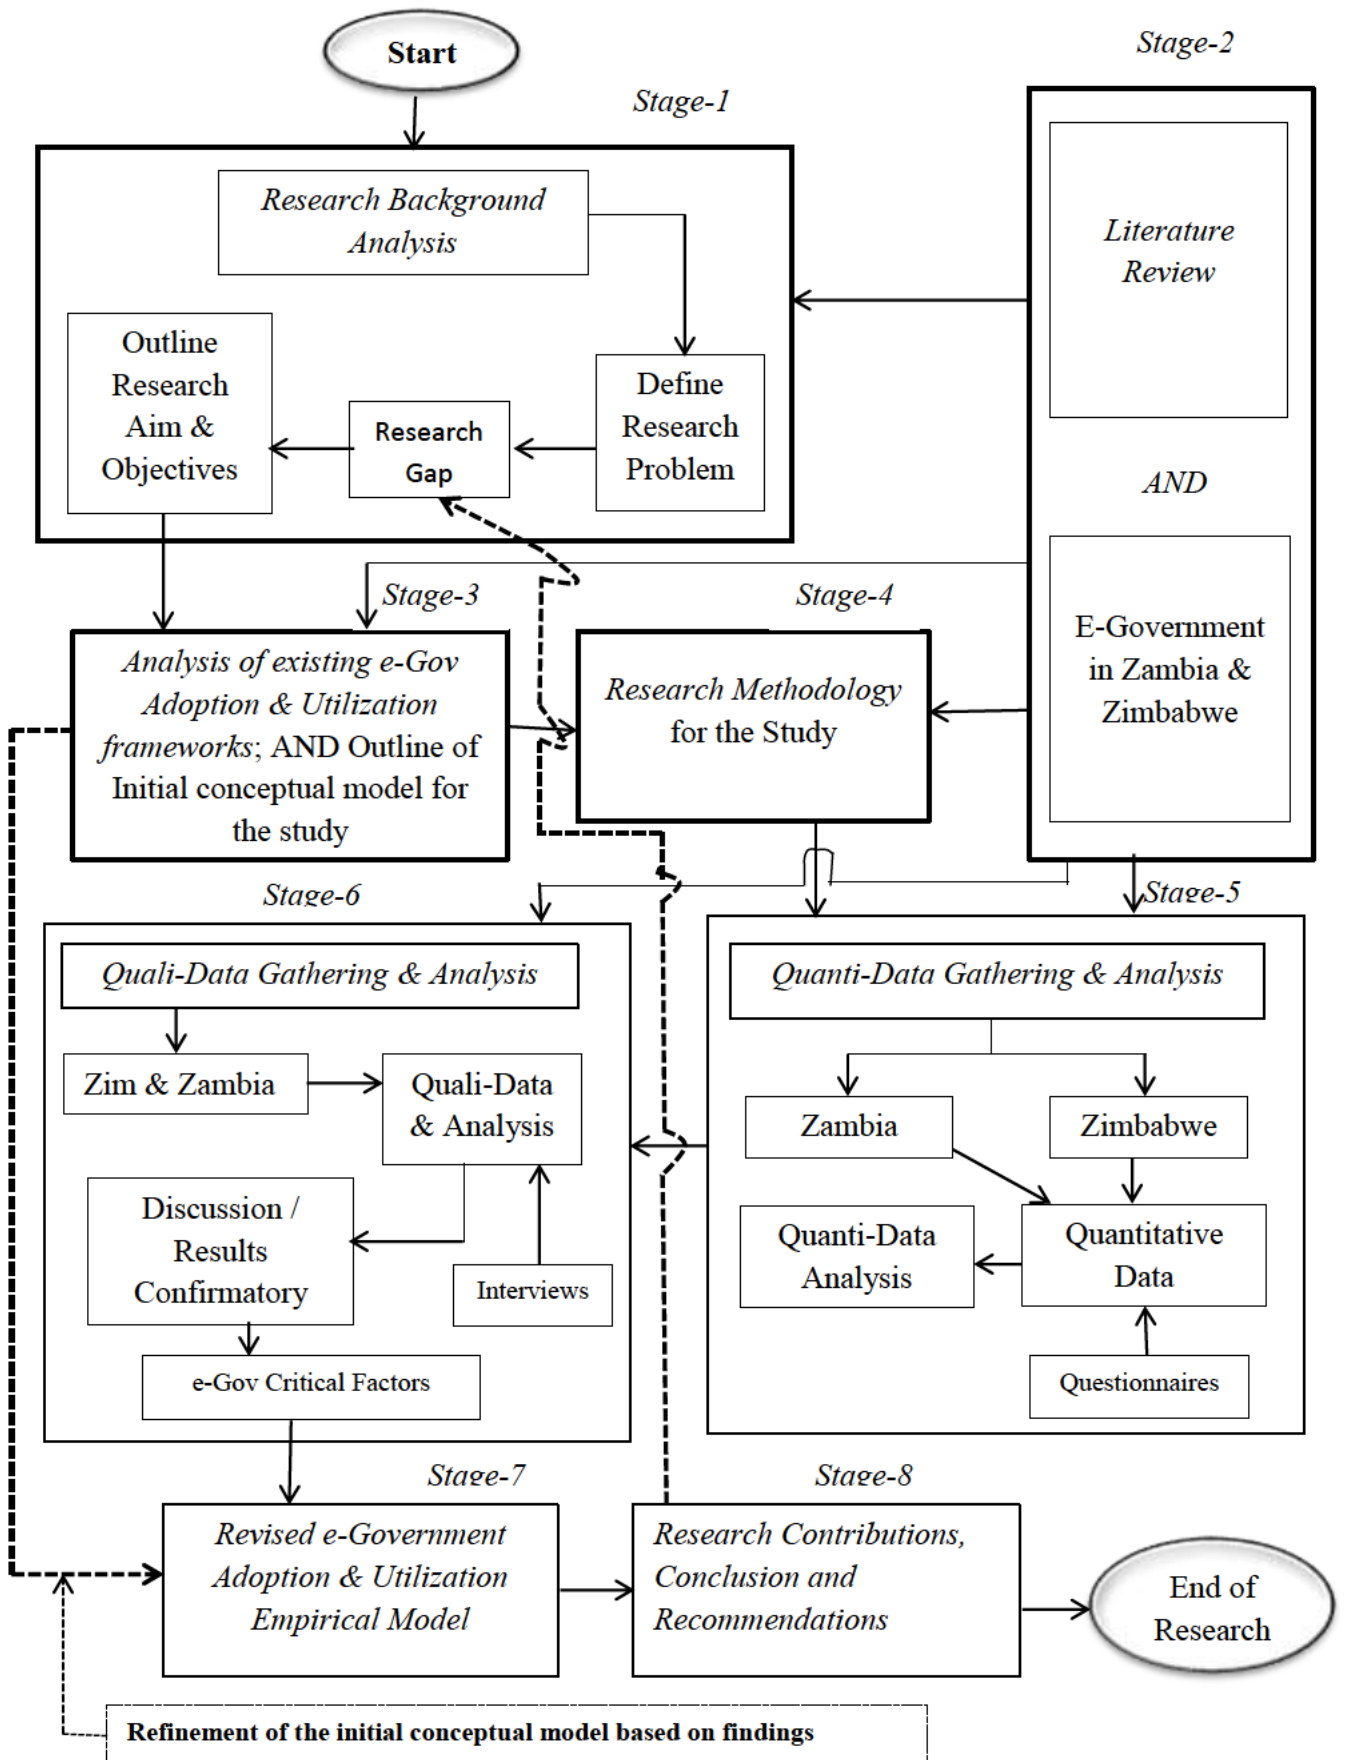 Start
Stage-1
Research Background
Analysis
Define
Research
Problem
Research
Gap
Outline
Research
Aim &
Objectives
Stage-2
Literature
Review
AND
E-Government
in Zambia &
Zimbabwe
Stage-3
Analysis of existing e-Gov
Adoption & Utilization
frameworks; AND Outline of
Initial conceptual model for
the study
Stage-4
Research Methodology
for the Study
Stage-5
Quanti-Data Gathering & Analysis
Zambia
Zimbabwe
Quantitative
Data
Quanti-Data
Analysis
Questionnaires
Stage-6
Quali-Data Gathering & Analysis
Zim & Zambia
Quali-Data
& Analysis
Discussion /
Results
Confirmatory
Interviews
e-Gov Critical Factors
Stage-7
Revised e-Government
Adoption & Utilization
Empirical Model
Stage-8
Research Contributions,
Conclusion and
Recommendations
End of
Research
Refinement of the initial conceptual model based on findings